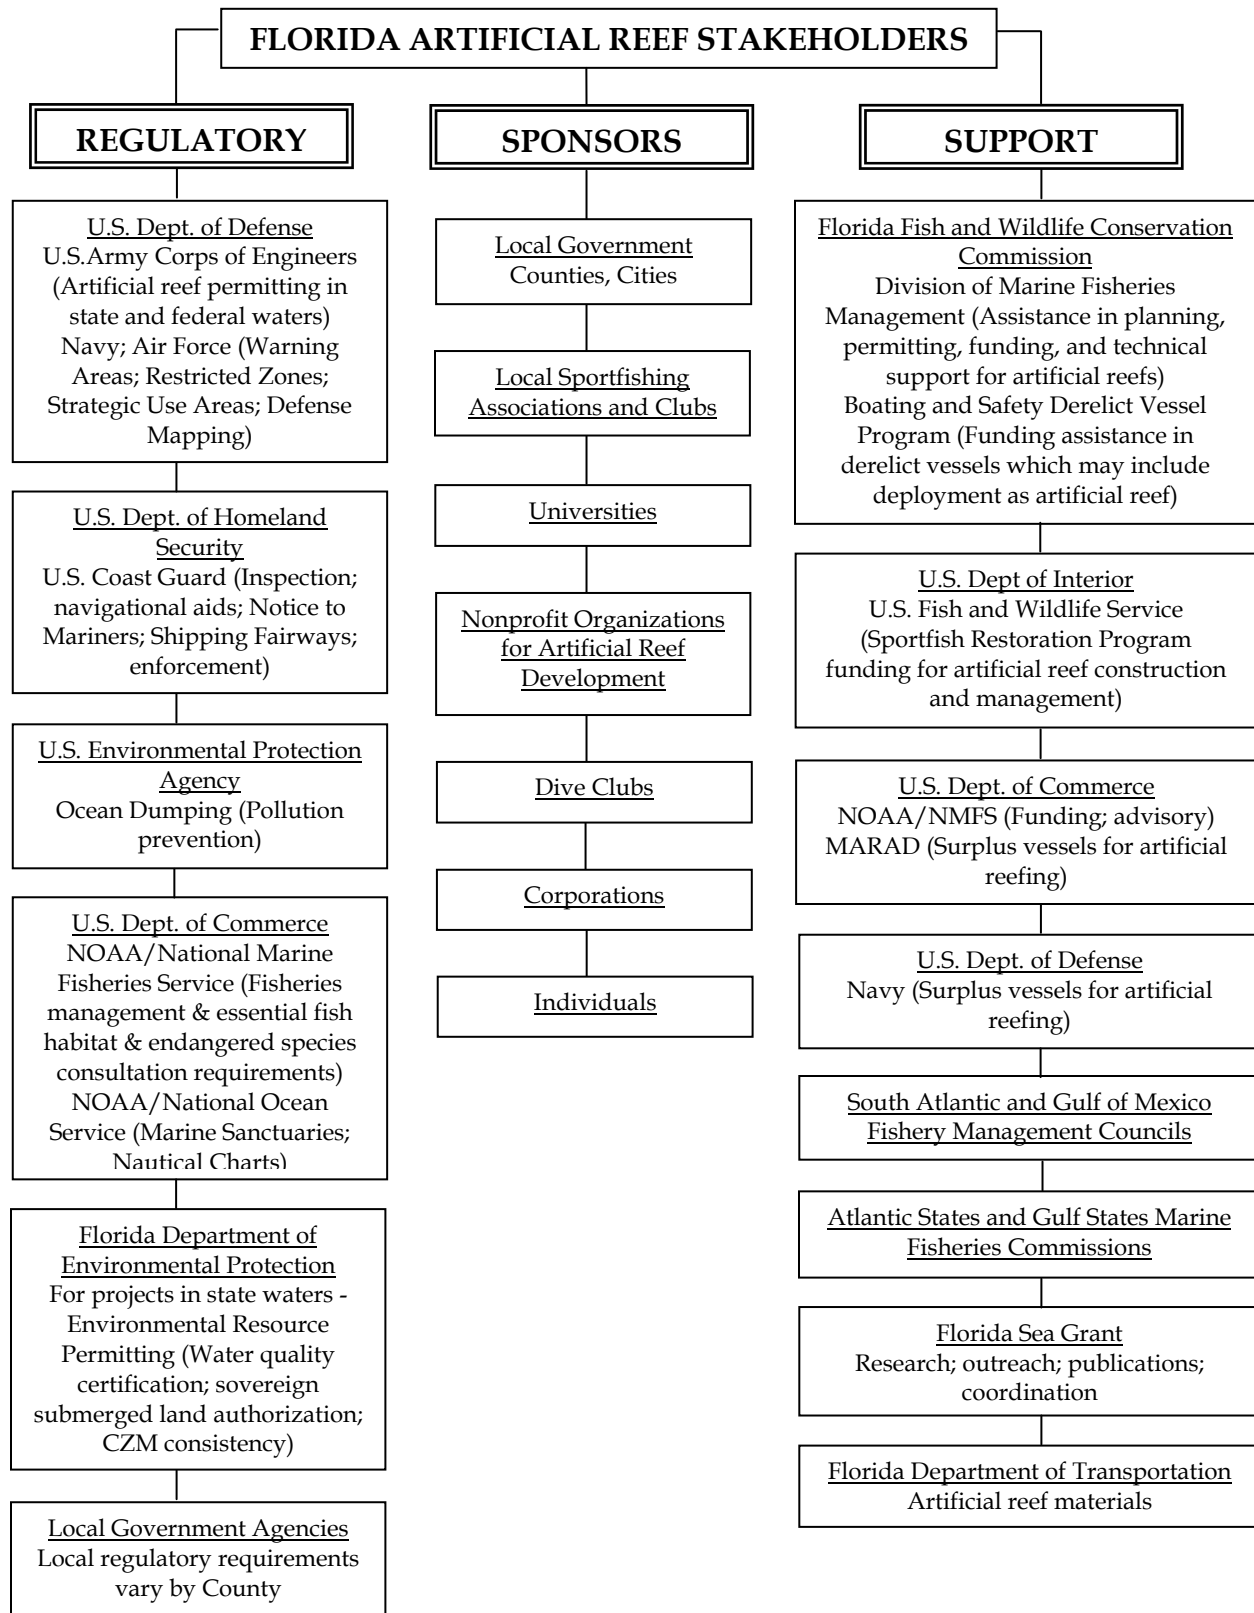 FLORIDA ARTIFICIAL REEF STAKEHOLDERS
REGULATORY
U.S. Dept. of Defense
U.S.Army Corps of Engineers
(Artificial reef permitting in
state and federal waters)
Navy; Air Force (Warning
Areas; Restricted Zones;
Strategic Use Areas; Defense
Mapping)
U.S. Dept. of Homeland
Security
U.S. Coast Guard (Inspection;
navigational aids; Notice to
Mariners; Shipping Fairways;
enforcement)
U.S. Environmental Protection
Agency
Ocean Dumping (Pollution
prevention)
U.S. Dept. of Commerce
NOAA/National Marine
Fisheries Service (Fisheries
management & essential fish
habitat & endangered species
consultation requirements)
NOAA/National Ocean
Service (Marine Sanctuaries;
Nautical Charts)
Florida Department of
Environmental Protection
For projects in state waters -
Environmental Resource
Permitting (Water quality
certification; sovereign
submerged land authorization;
CZM consistency)
Local Government Agencies
Local regulatory requirements
vary by County
SPONSORS
Local Government
Counties, Cities
Local Sportfishing
Associations and Clubs
Universities
Nonprofit Organizations
for Artificial Reef
Development
Dive Clubs
Corporations
Individuals
SUPPORT
Florida Fish and Wildlife Conservation
Commission
Division of Marine Fisheries
Management (Assistance in planning,
permitting, funding, and technical
support for artificial reefs)
Boating and Safety Derelict Vessel
Program (Funding assistance in
derelict vessels which may include
deployment as artificial reef)
U.S. Dept of Interior
U.S. Fish and Wildlife Service
(Sportfish Restoration Program
funding for artificial reef construction
and management)
U.S. Dept. of Commerce
NOAA/NMFS (Funding; advisory)
MARAD (Surplus vessels for artificial
reefing)
U.S. Dept. of Defense
Navy (Surplus vessels for artificial
reefing)
South Atlantic and Gulf of Mexico
Fishery Management Councils
Atlantic States and Gulf States Marine
Fisheries Commissions
Florida Sea Grant
Research; outreach; publications;
coordination
Florida Department of Transportation
Artificial reef materials